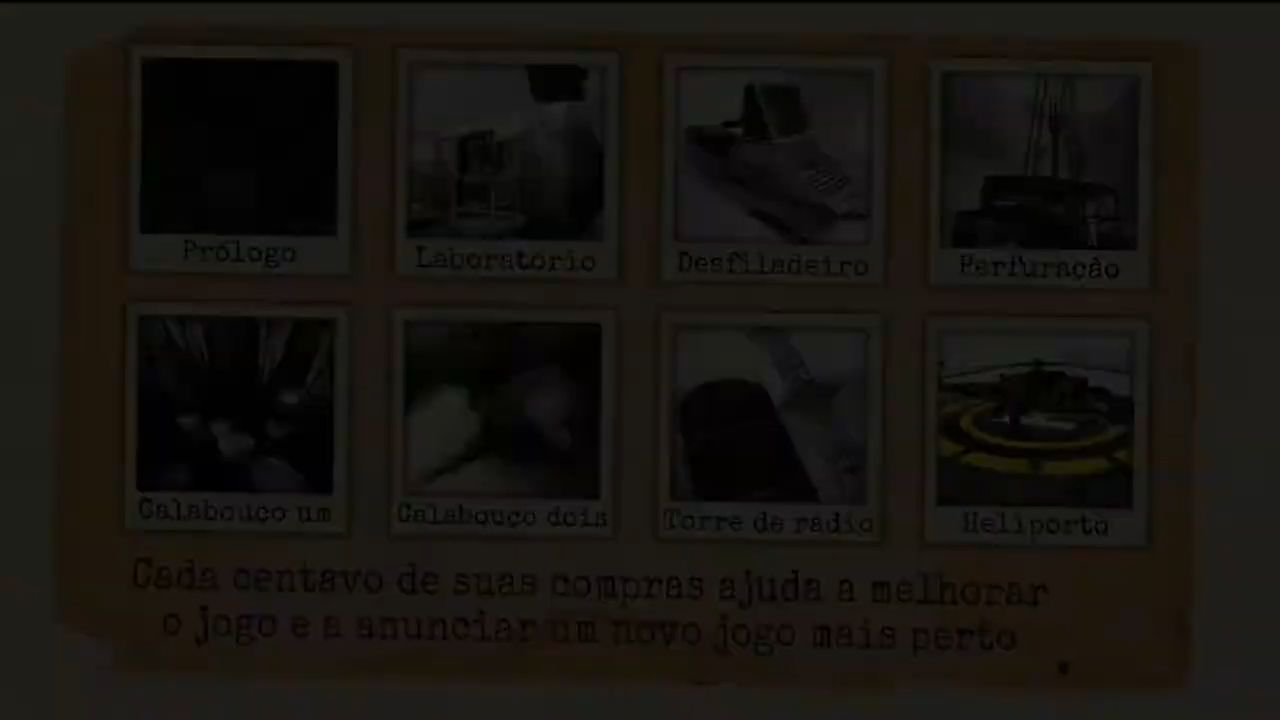 Prólogo
Laboratório
Desfiladeiro
Perfuração
Calabouço um
Calabouço dois
Torre de rádio
Heliporto
Cada centavo de suas compras ajuda a melhorar
o jogo e a anunciar um novo jogo mais perto